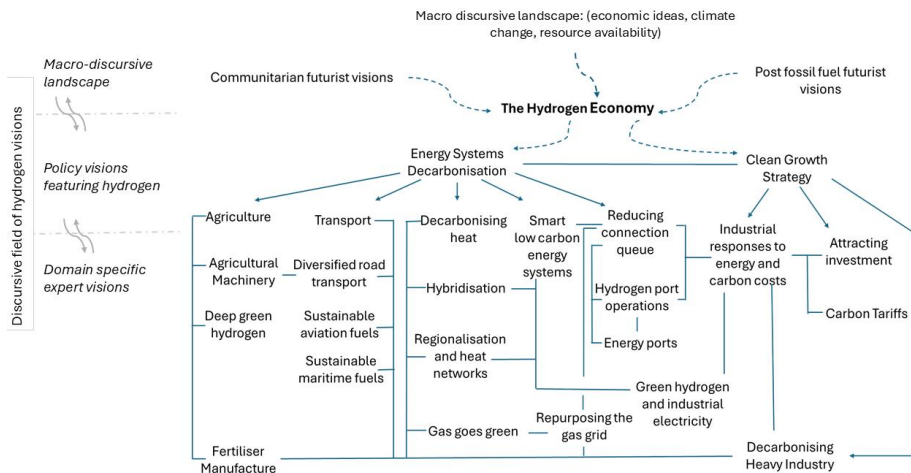 Macro discursive landscape: (economic ideas, climate
change, resource availability)
Macro-discursive
landscape
Communitarian futurist visions
Post fossil fuel futurist
visions
The Hydrogen Economy
Discursive field of hydrogen visions
Policy visions
featuring hydrogen
Energy Systems
Decarbonisation
Clean Growth
Strategy
Domain specific
expert visions
Agriculture
Agricultural
Machinery
Deep green
hydrogen
Fertiliser
Manufacture
Transport
Diversified road
transport
Sustainable
aviation fuels
Sustainable
maritime fuels
Decarbonising
heat
Hybridisation
Regionalisation
and heat
networks
Gas goes green
Smart
low carbon
energy
systems
Repurposing the
gas grid
Reducing
connection
queue
Hydrogen port
operations
Energy ports
Green hydrogen
and industrial
electricity
Industrial
responses to
energy and
carbon costs
Attracting
investment
Carbon Tariffs
Decarbonising
Heavy Industry